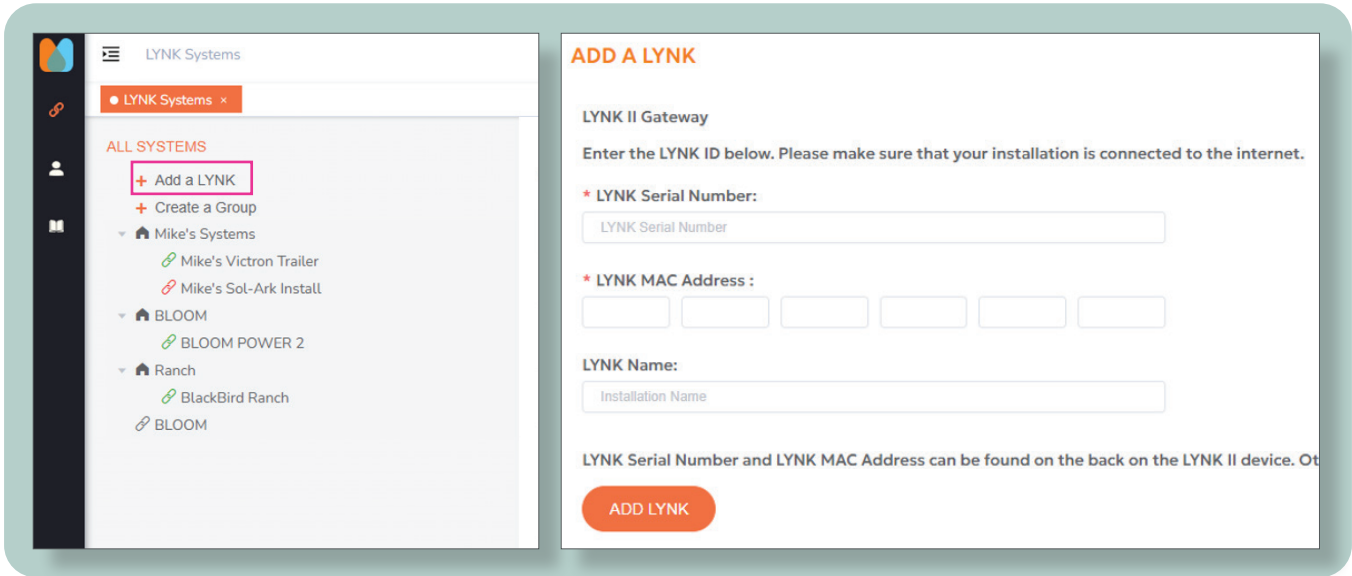 LYNK Systems
LYNK Systems ×
ALL SYSTEMS
+ Add a LYNK
+ Create a Group
Mike's Systems
Mike's Victron Trailer
Mike's Sol-Ark Install
BLOOM
BLOOM POWER 2
Ranch
BlackBird Ranch
BLOOM
ADD A LYNK
LYNK II Gateway
Enter the LYNK ID below. Please make sure that your installation is connected to the internet.
* LYNK Serial Number:
LYNK Serial Number
* LYNK MAC Address :
LYNK Name:
Installation Name
LYNK Serial Number and LYNK MAC Address can be found on the back on the LYNK II device. Ot
ADD LYNK